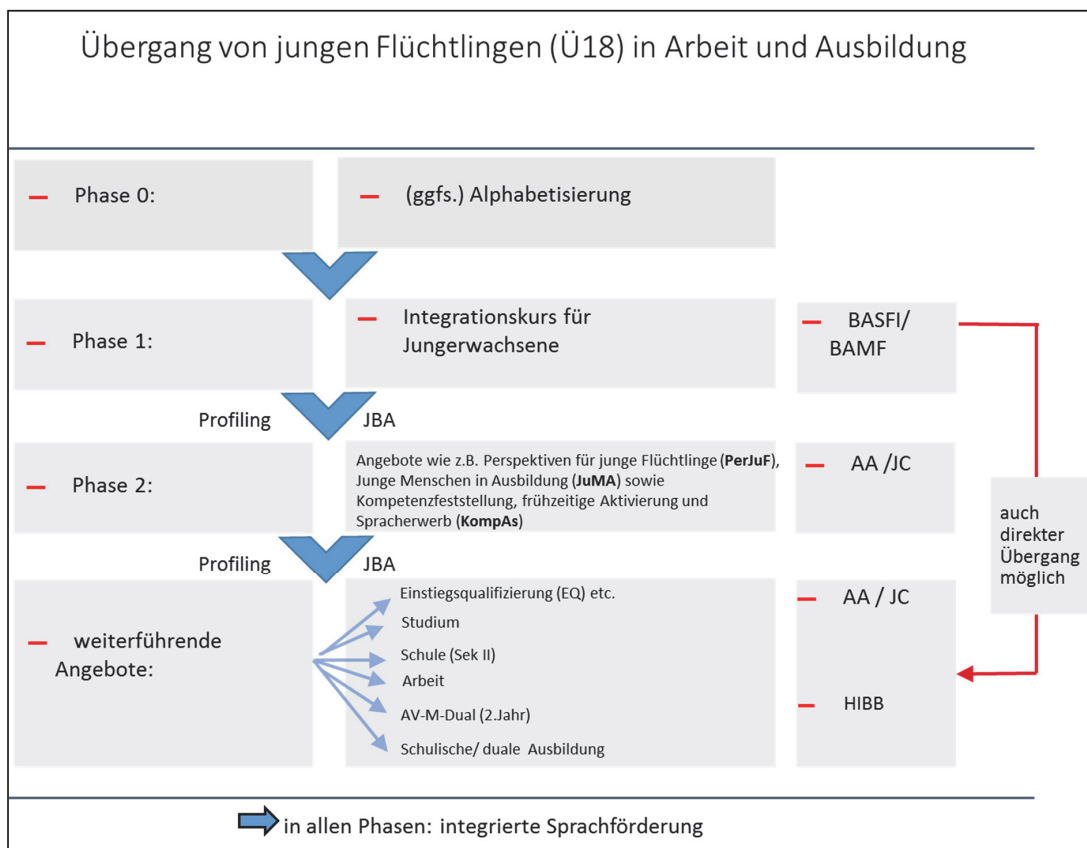 Übergang von jungen Flüchtlingen (Ü18) in Arbeit und Ausbildung
Phase 0:
(ggfs.) Alphabetisierung
Phase 1:
Integrationskurs für
Jungerwachsene
BASFI/
BAMF
Profiling
JBA
Phase 2:
Angebote wie z.B. Perspektiven für junge Flüchtlinge (PerJuF),
Junge Menschen in Ausbildung (JuMA) sowie
Kompetenzfeststellung, frühzeitige Aktivierung und
Spracherwerb (KompAs)
AA /JC
auch
direkter
Übergang
möglich
Profiling
JBA
weiterführende
Angebote:
Einstiegsqualifizierung (EQ) etc.
Studium
Schule (Sek II)
Arbeit
AV-M-Dual (2.Jahr)
Schulische/ duale Ausbildung
AA / JC
HIBB
in allen Phasen: integrierte Sprachförderung